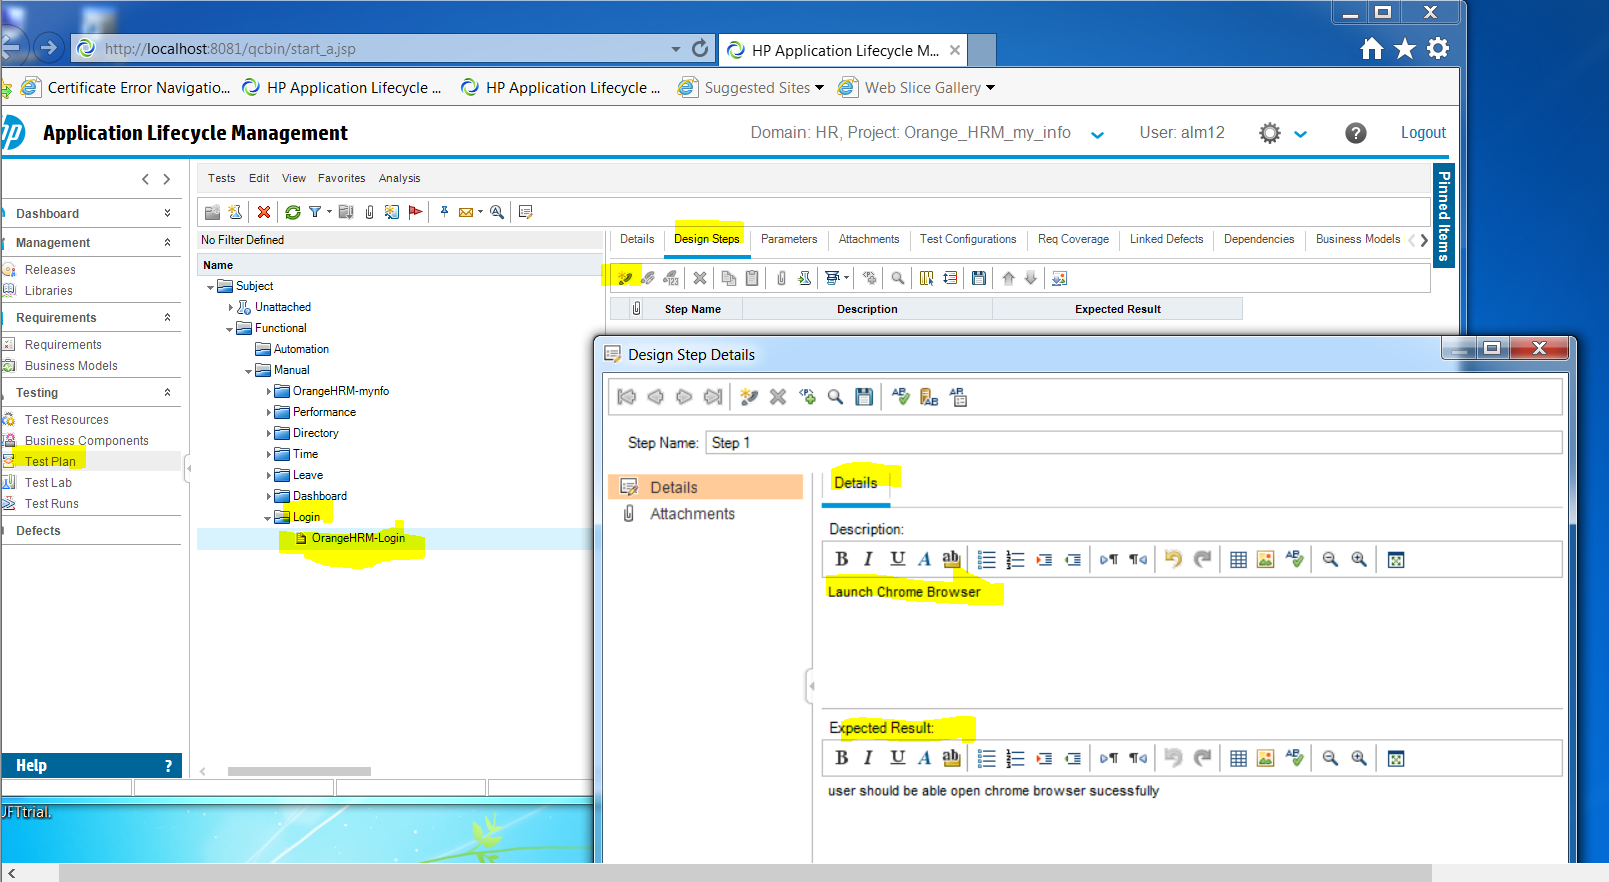 http://localhost:8081/qcbin/start_a.jsp
HP Application Lifecycle M...
Certificate Error Navigatio...
HP Application Lifecycle ...
HP Application Lifecycle ...
Suggested Sites
Web Slice Gallery
hp
Application Lifecycle Management
Domain: HR, Project: Orange_HRM_my_info
User: alm12
?
Logout
Dashboard
Management
Releases
Libraries
Requirements
Requirements
Business Models
Testing
Test Resources
Business Components
Test Plan
Test Lab
Test Runs
Defects
Help
?
Tests
Edit
View
Favorites
Analysis
No Filter Defined
Name
Subject
Unattached
Functional
Automation
Manual
OrangeHRM-mynfo
Performance
Directory
Time
Leave
Dashboard
Login
OrangeHRM-Login
Details
Design Steps
Parameters
Attachments
Test Configurations
Req Coverage
Linked Defects
Dependencies
Business Models
Pinned Items
Step Name
Description
Expected Result
Design Step Details
Step Name:
Step 1
Details
Attachments
Details
Description:
B I U A ab
Launch Chrome Browser
Expected Result:
B I U A ab
user should be able open chrome browser sucessfully
UFTtrial.